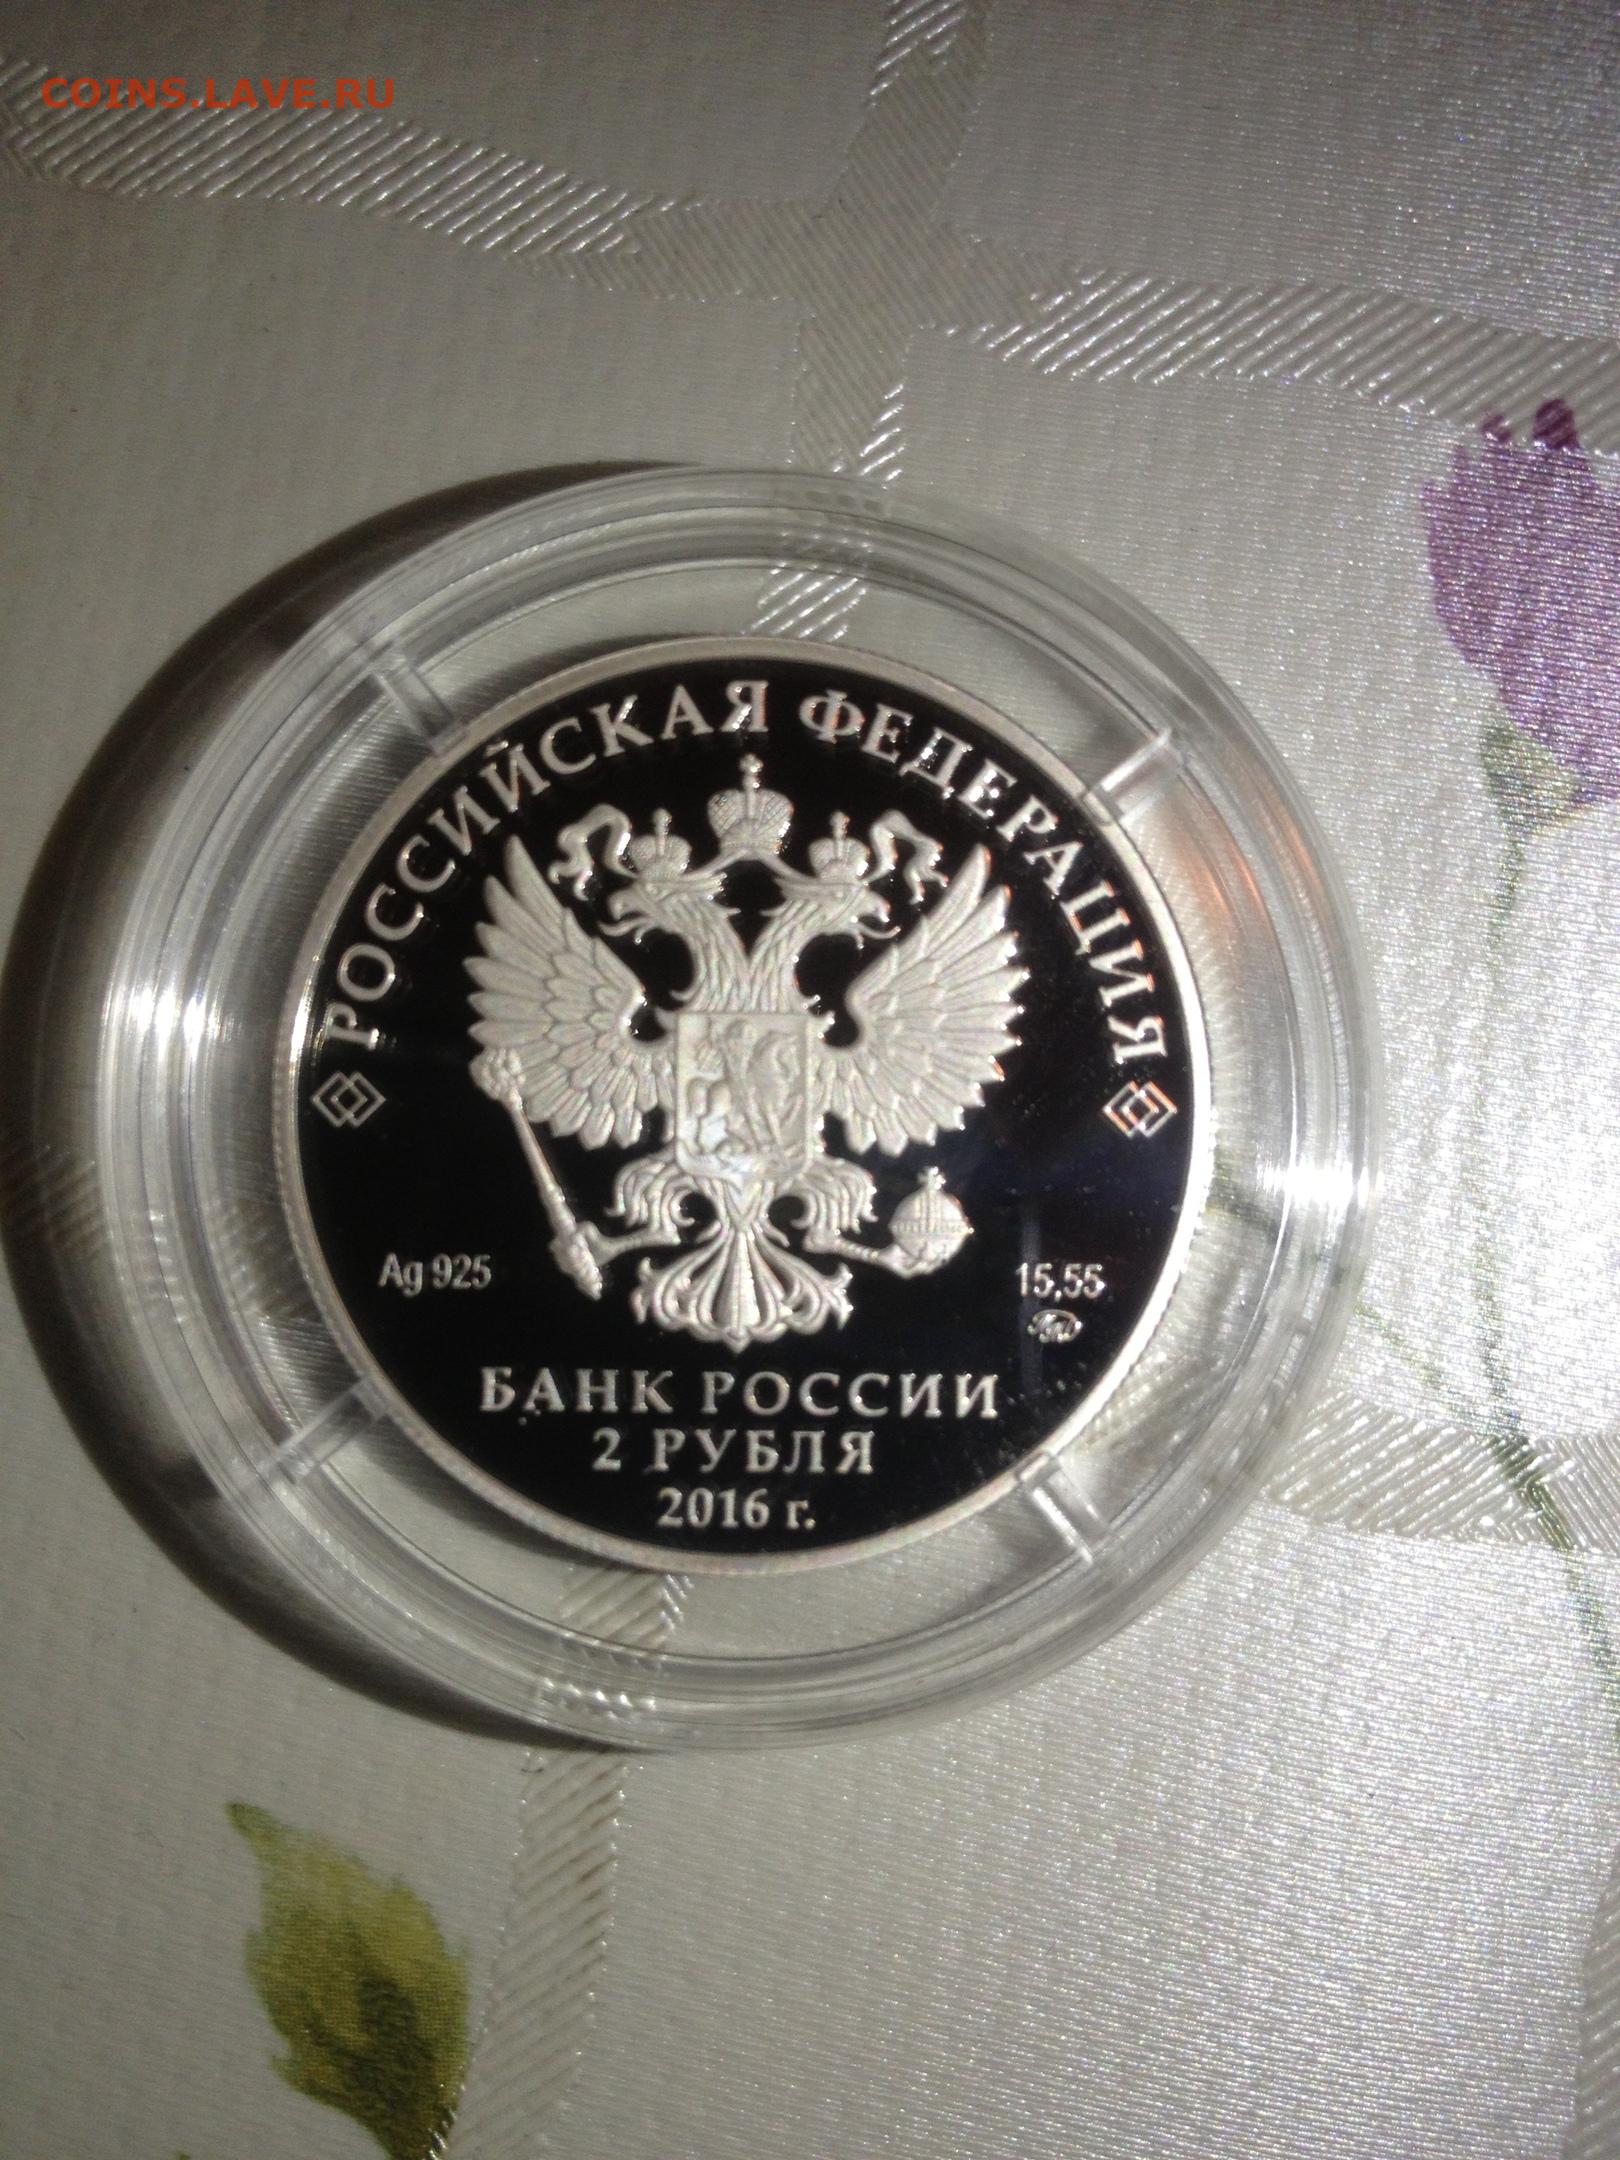 COINS.LAVE.RU
РОССИЙСКАЯ ФЕДЕРАЦИЯ
Ag 925
15,55
БАНК РОССИИ
2 РУБЛЯ
2016 г.